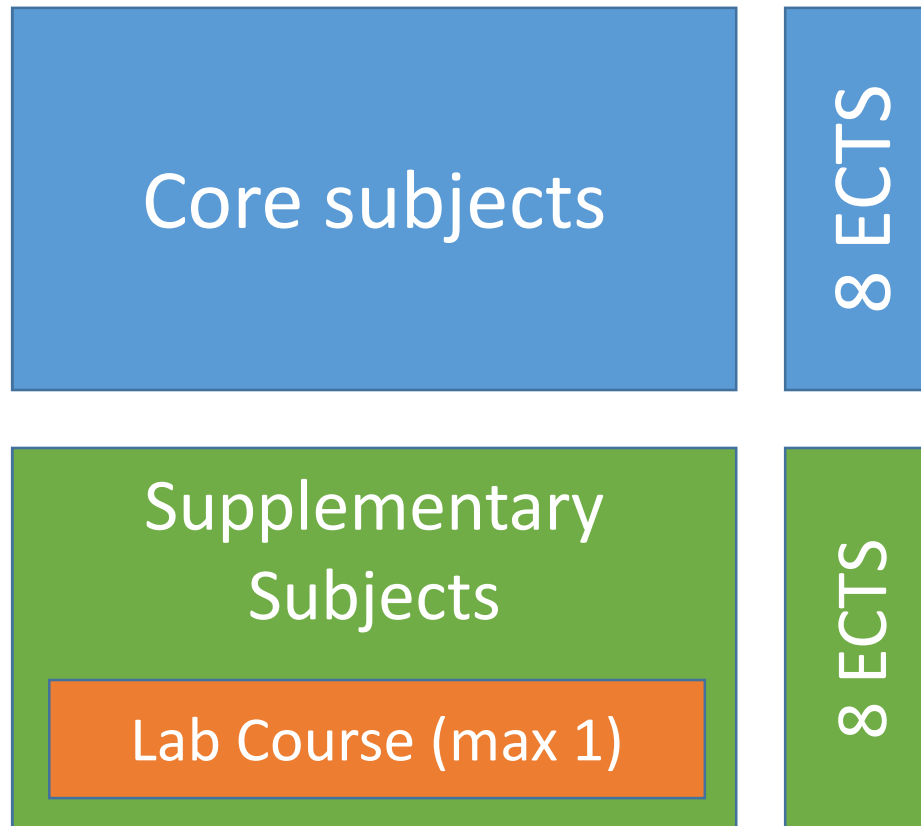 Core subjects
8 ECTS
Supplementary
Subjects
Lab Course (max 1)
8 ECTS